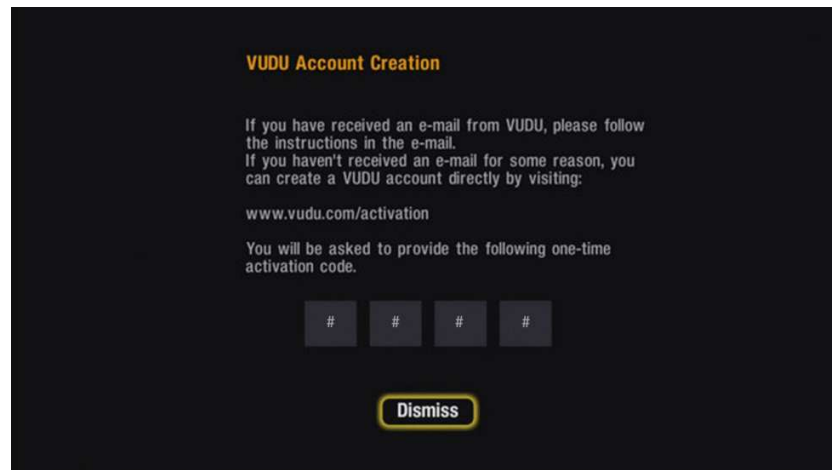 VUDU Account Creation
If you have received an e-mail from VUDU, please follow
the instructions in the e-mail.
If you haven't received an e-mail for some reason, you
can create a VUDU account directly by visiting:
www.vudu.com/activation
You will be asked to provide the following one-time
activation code.
# # # #
Dismiss